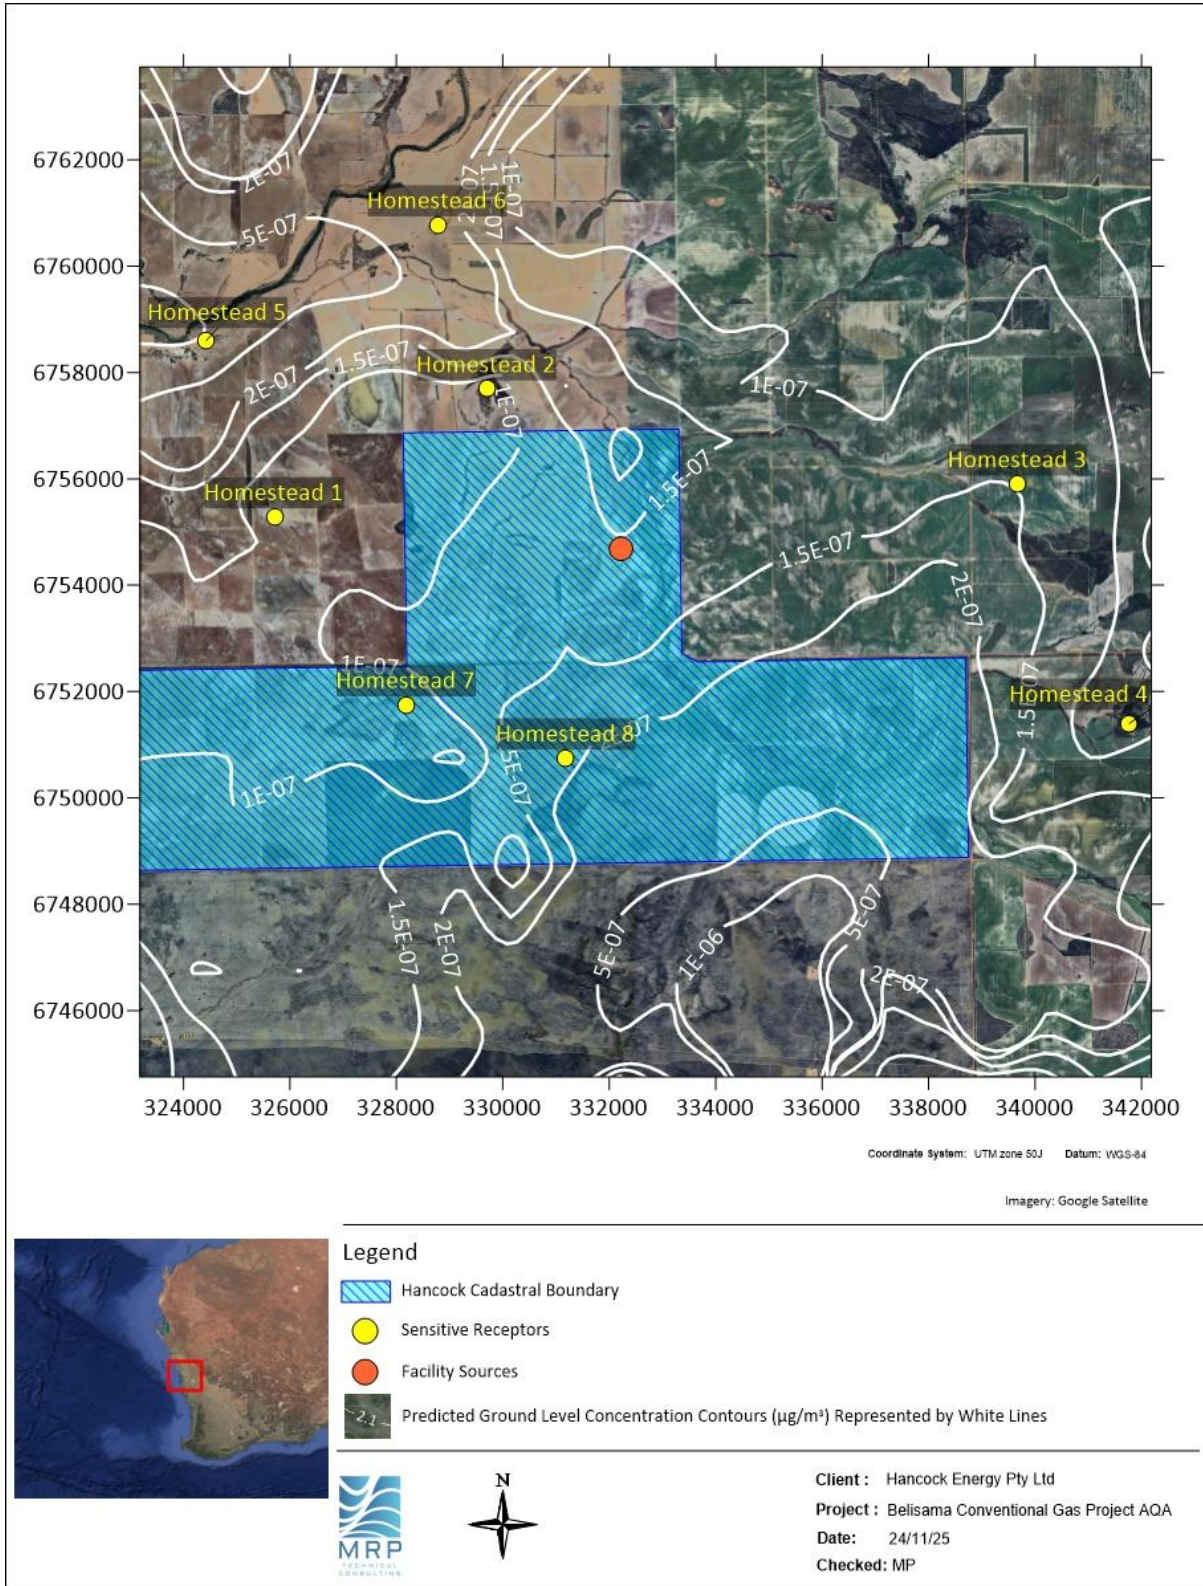 6762000
6760000
6758000
6756000
6754000
6752000
6750000
6748000
6746000
324000 326000 328000 330000 332000 334000 336000 338000 340000 342000
2E-07
5E-07
1E-07
1.5E-07
Homestead 6
Homestead 5
1.5E-07
2E-07
Homestead 2
1E-07
1E-07
Homestead 3
Homestead 1
1.5E-07
1.5E-07
2E-07
1E-07
Homestead 7
Homestead 4
1.5E-07
Homestead 8
5E-07
1E-07
1.5E-07
2E-07
5E-07
1E-06
5E-07
2E-07
Coordinate System: UTM zone 50J Datum: WGS-84
Imagery: Google Satellite
Legend
Hancock Cadastral Boundary
Sensitive Receptors
Facility Sources
2.1
Predicted Ground Level Concentration Contours (µg/m³) Represented by White Lines
MRP
TECHNICAL
CONSULTING
N
Client : Hancock Energy Pty Ltd
Project : Belisama Conventional Gas Project AQA
Date: 24/11/25
Checked: MP